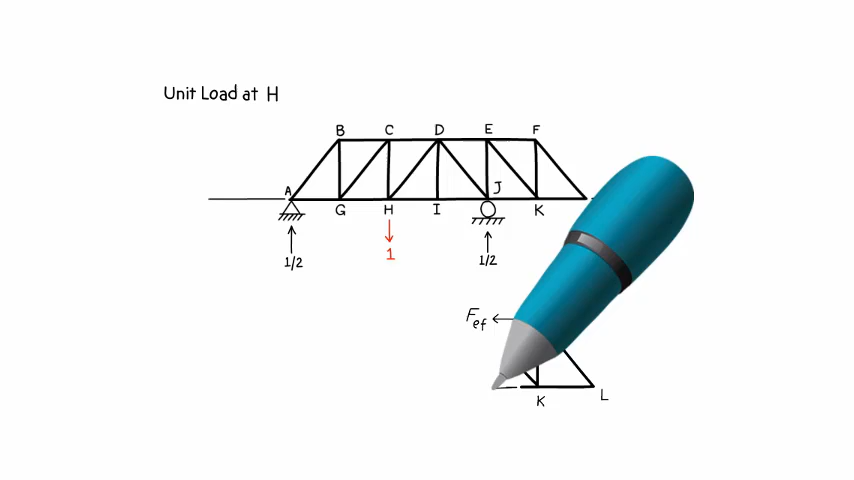 Unit Load at H
B C D E F
A J
G H I K
1/2 1 1/2
Fef
K L